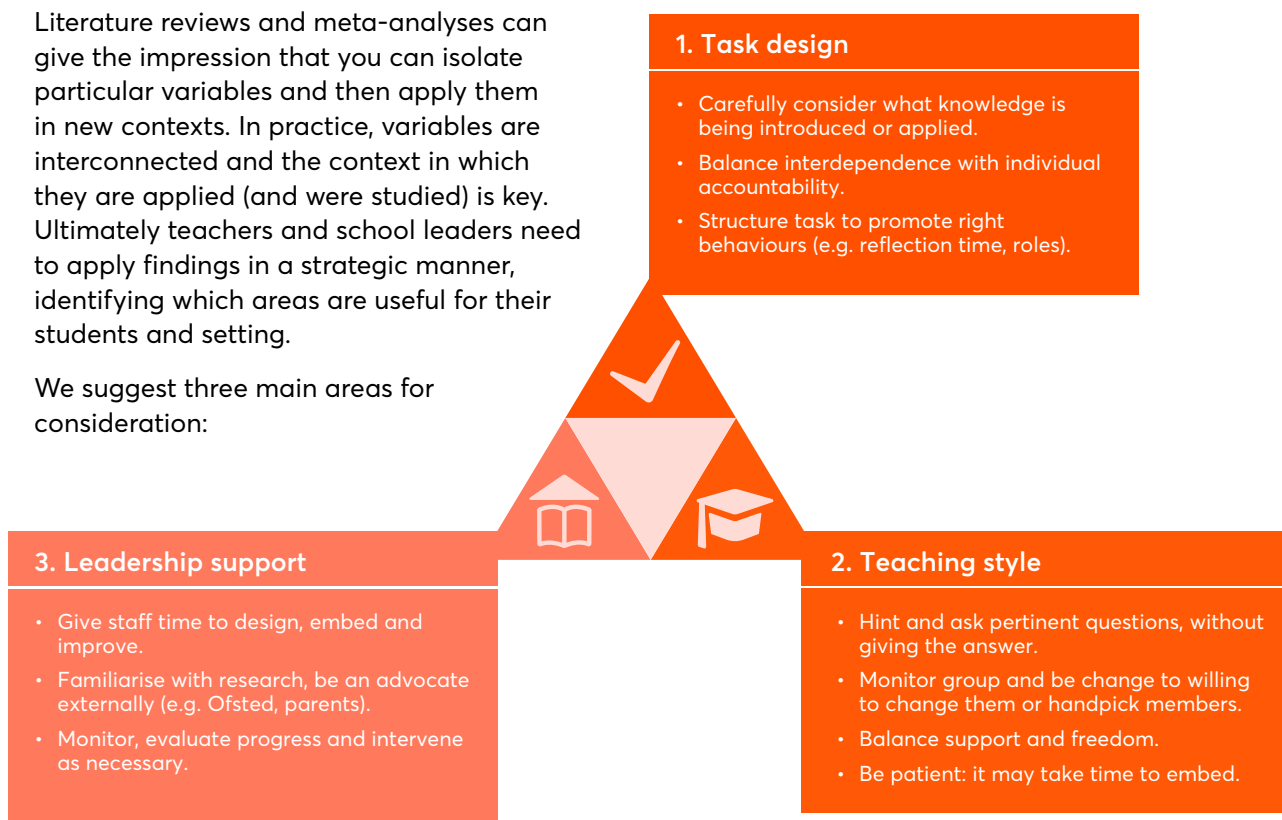 Literature reviews and meta-analyses can
give the impression that you can isolate
particular variables and then apply them
in new contexts. In practice, variables are
interconnected and the context in which
they are applied (and were studied) is key.
Ultimately teachers and school leaders need
to apply findings in a strategic manner,
identifying which areas are useful for their
students and setting.
We suggest three main areas for
consideration:
1. Task design
• Carefully consider what knowledge is
being introduced or applied.
• Balance interdependence with individual
accountability.
• Structure task to promote right
behaviours (e.g. reflection time, roles).
2. Teaching style
• Hint and ask pertinent questions, without
giving the answer.
• Monitor group and be change to willing
to change them or handpick members.
• Balance support and freedom.
• Be patient: it may take time to embed.
3. Leadership support
• Give staff time to design, embed and
improve.
• Familiarise with research, be an advocate
externally (e.g. Ofsted, parents).
• Monitor, evaluate progress and intervene
as necessary.